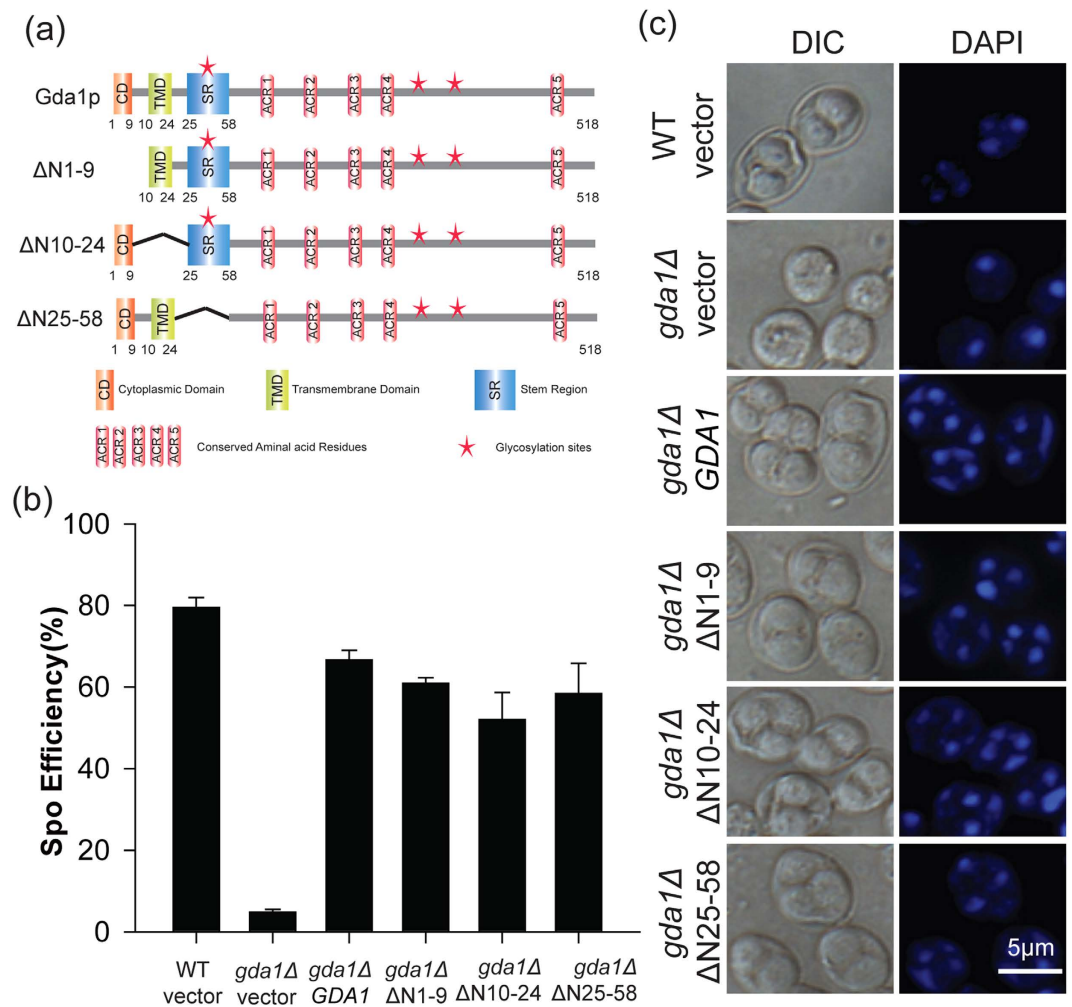 (a)
Gda1p
CD
TMD
SR
ACR 1
ACR 2
ACR 3
ACR 4
ACR 5
1 9 10 24 25 58 518
ΔN1-9
TMD
SR
ACR 1
ACR 2
ACR 3
ACR 4
ACR 5
10 24 25 58 518
ΔN10-24
CD
SR
ACR 1
ACR 2
ACR 3
ACR 4
ACR 5
1 9 25 58 518
ΔN25-58
CD
TMD
ACR 1
ACR 2
ACR 3
ACR 4
ACR 5
1 9 10 24 518
CD Cytoplasmic Domain
TMD Transmembrane Domain
SR Stem Region
ACR 1 ACR 2 ACR 3 ACR 4 ACR 5 Conserved Aminal acid Residues
Glycosylation sites
(b)
Spo Efficiency(%)
100
80
60
40
20
0
WT vector
gda1Δ vector
gda1Δ GDA1
gda1Δ ΔN1-9
gda1Δ ΔN10-24
gda1Δ ΔN25-58
(c)
DIC DAPI
WT vector
gda1Δ vector
gda1Δ GDA1
gda1Δ ΔN1-9
gda1Δ ΔN10-24
gda1Δ ΔN25-58
5μm